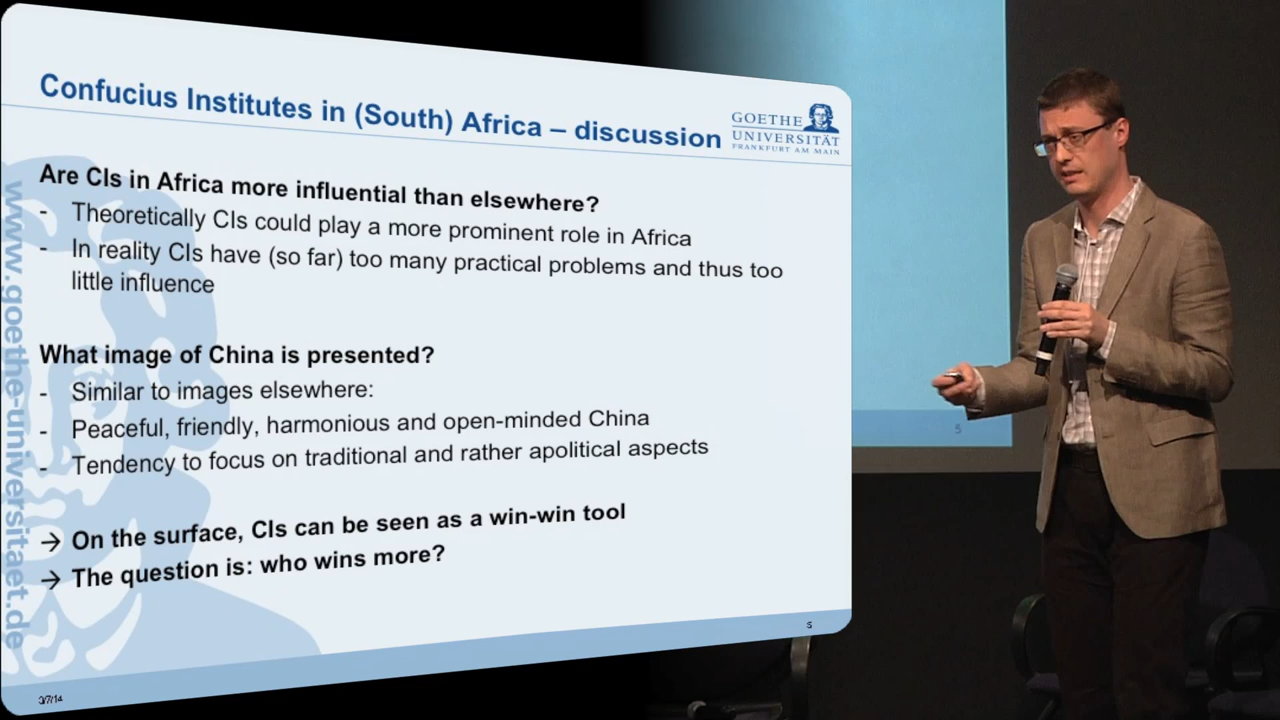 Confucius Institutes in (South) Africa – discussion
GOETHE
UNIVERSITÄT
FRANKFURT AM MAIN
www.goethe-universitaet.de
Are CIs in Africa more influential than elsewhere?
- Theoretically CIs could play a more prominent role in Africa
- In reality CIs have (so far) too many practical problems and thus too
little influence
What image of China is presented?
- Similar to images elsewhere:
- Peaceful, friendly, harmonious and open-minded China
- Tendency to focus on traditional and rather apolitical aspects
→ On the surface, CIs can be seen as a win-win tool
→ The question is: who wins more?
5
5